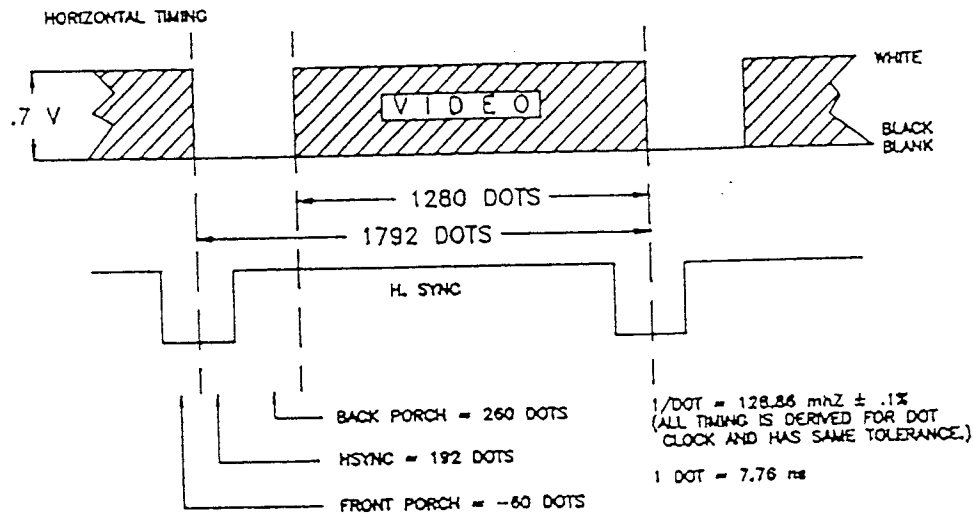 HORIZONTAL TIMING
WHITE
.7 V
VIDEO
BLACK
BLANK
1280 DOTS
1792 DOTS
H. SYNC
BACK PORCH = 260 DOTS
HSYNC = 192 DOTS
FRONT PORCH = -60 DOTS
1/DOT = 128.86 mhZ ± .1%
(ALL TIMING IS DERIVED FOR DOT
CLOCK AND HAS SAME TOLERANCE.)
1 DOT = 7.76 ns